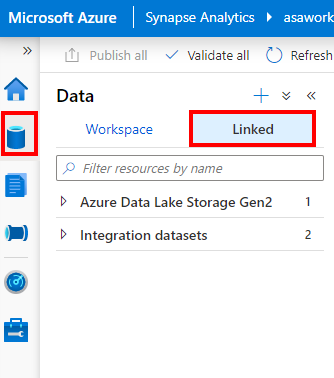 Microsoft Azure Synapse Analytics › asawork
Publish all Validate all Refresh
Data
Workspace Linked
Filter resources by name
Azure Data Lake Storage Gen2 1
Integration datasets 2